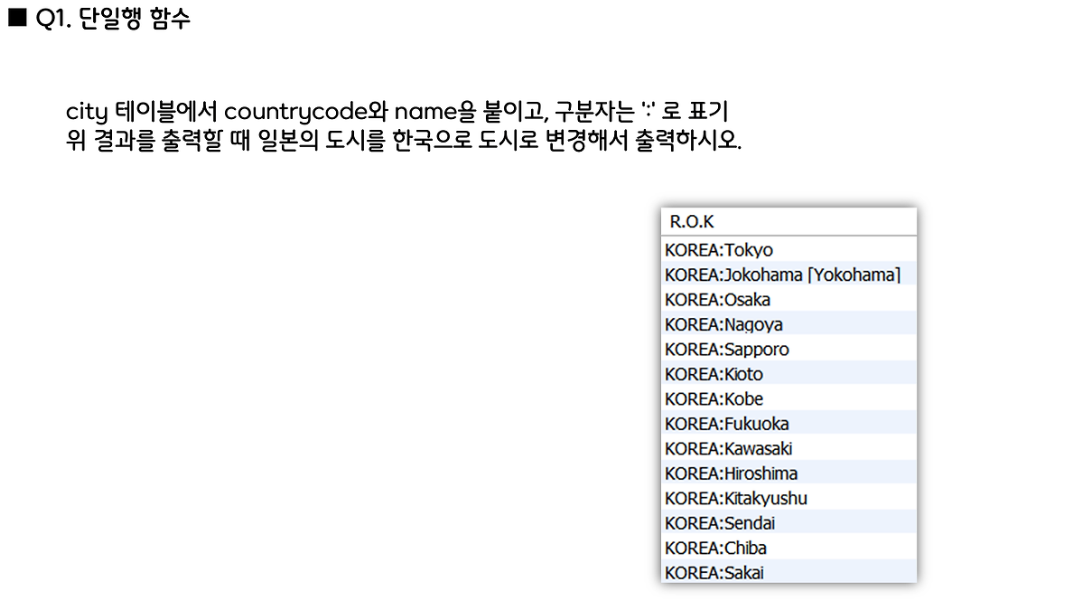 ■ Q1. 단일행 함수
city 테이블에서 countrycode와 name을 붙이고, 구분자는 ':' 로 표기
위 결과를 출력할 때 일본의 도시를 한국으로 도시로 변경해서 출력하시오.
R.O.K
KOREA:Tokyo
KOREA:Jokohama [Yokohama]
KOREA:Osaka
KOREA:Nagoya
KOREA:Sapporo
KOREA:Kioto
KOREA:Kobe
KOREA:Fukuoka
KOREA:Kawasaki
KOREA:Hiroshima
KOREA:Kitakyushu
KOREA:Sendai
KOREA:Chiba
KOREA:Sakai